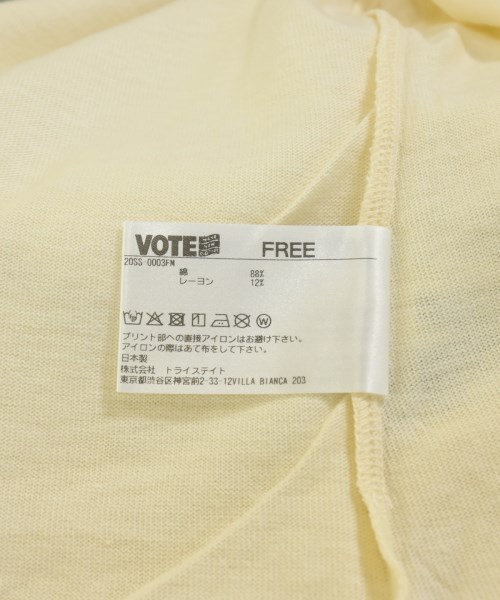 VOTE FREE
20SS-0003FN
綿 88%
レーヨン 12%
W
プリント部への直接アイロンはお避け下さい。
アイロンの際はあて布をして下さい。
日本製
株式会社 トライステイト
東京都渋谷区神宮前2-33-12VILLA BIANCA 203